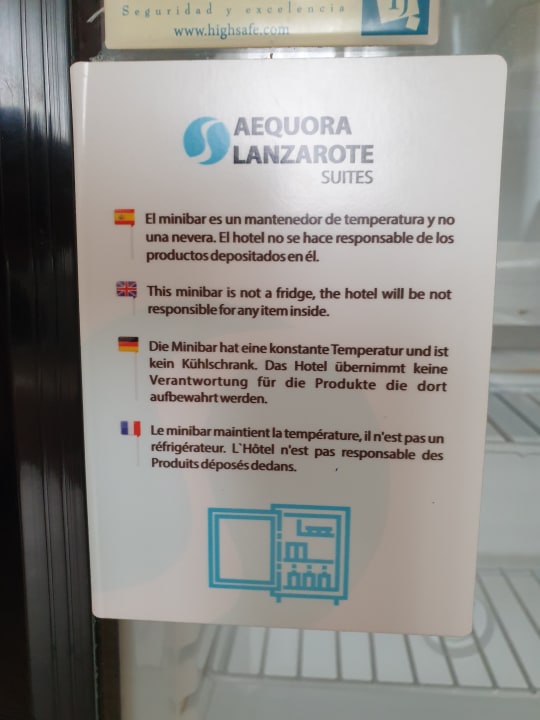 Seguridad y excelencia
www.highsafe.com
AEQUORA
LANZAROTE
SUITES
El minibar es un mantenedor de temperatura y no
una nevera. El hotel no se hace responsable de los
productos depositados en él.
This minibar is not a fridge, the hotel will be not
responsible for any item inside.
Die Minibar hat eine konstante Temperatur und ist
kein Kühlschrank. Das Hotel übernimmt keine
Verantwortung für die Produkte die dort
aufbewahrt werden.
Le minibar maintient la température, il n'est pas un
réfrigérateur. L`Hôtel n'est pas responsable des
Produits déposés dedans.